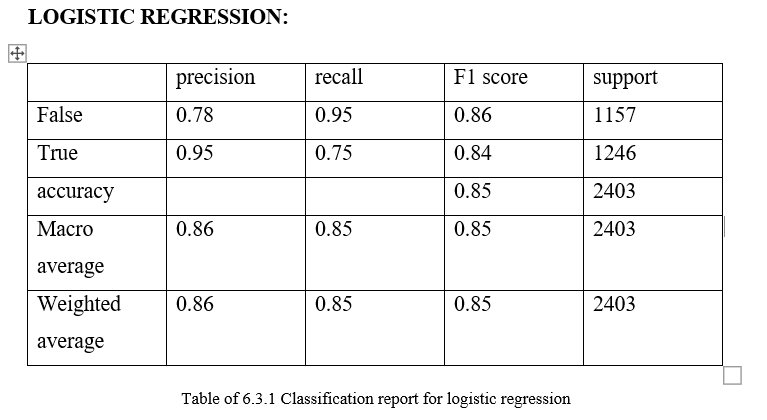 LOGISTIC REGRESSION:
precision recall F1 score support
False 0.78 0.95 0.86 1157
True 0.95 0.75 0.84 1246
accuracy 0.85 2403
Macro 0.86 0.85 0.85 2403
average
Weighted 0.86 0.85 0.85 2403
average
Table of 6.3.1 Classification report for logistic regression